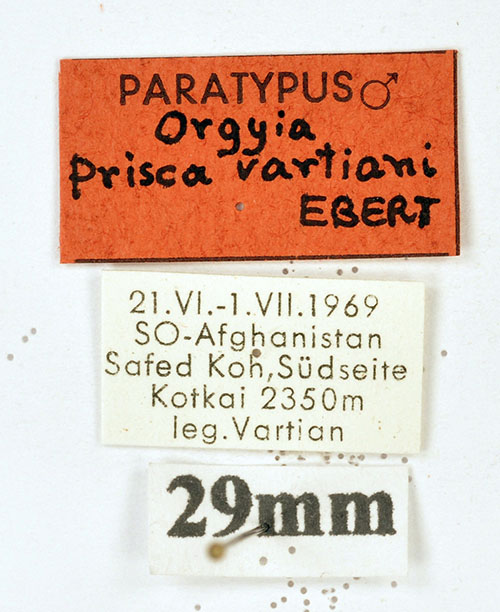 PARATYPUS♂
Orgyia
prisca vartiani
EBERT
21.VI.-1.VII.1969
SO-Afghanistan
Safed Koh,Südseite
Kotkai 2350m
leg.Vartian
29mm